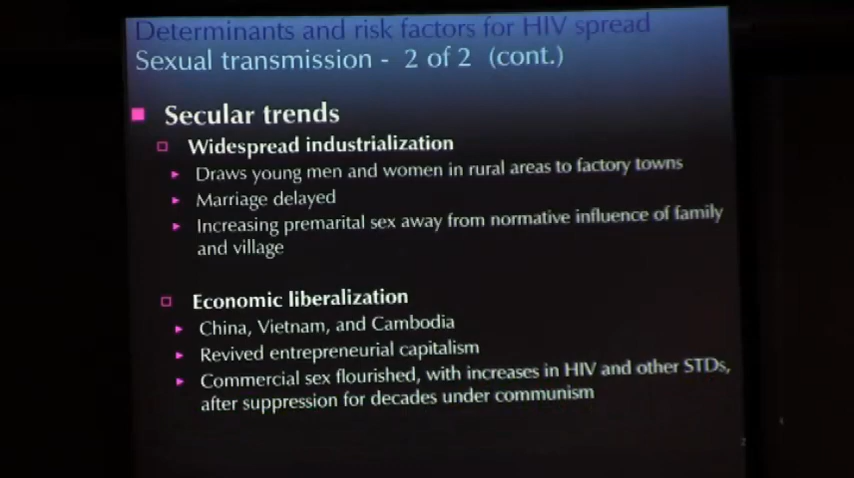 Determinants and risk factors for HIV spread
Sexual transmission - 2 of 2 (cont.)
Secular trends
Widespread industrialization
Draws young men and women in rural areas to factory towns
Marriage delayed
Increasing premarital sex away from normative influence of family
and village
Economic liberalization
China, Vietnam, and Cambodia
Revived entrepreneurial capitalism
Commercial sex flourished, with increases in HIV and other STDs,
after suppression for decades under communism